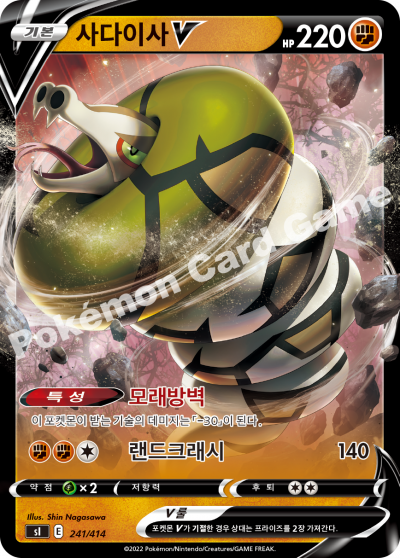 기본 사다이사 V HP 220
Pokémon Card Game
특성 모래방벽
이 포켓몬이 받는 기술의 데미지는 「-30」이 된다.
랜드크래시 140
약점 ×2 저항력 후퇴
Illus. Shin Nagasawa
sI E 241/414
V 룰
포켓몬 V가 기절한 경우 상대는 프라이즈를 2장 가져간다.
©2022 Pokémon/Nintendo/Creatures/GAME FREAK.